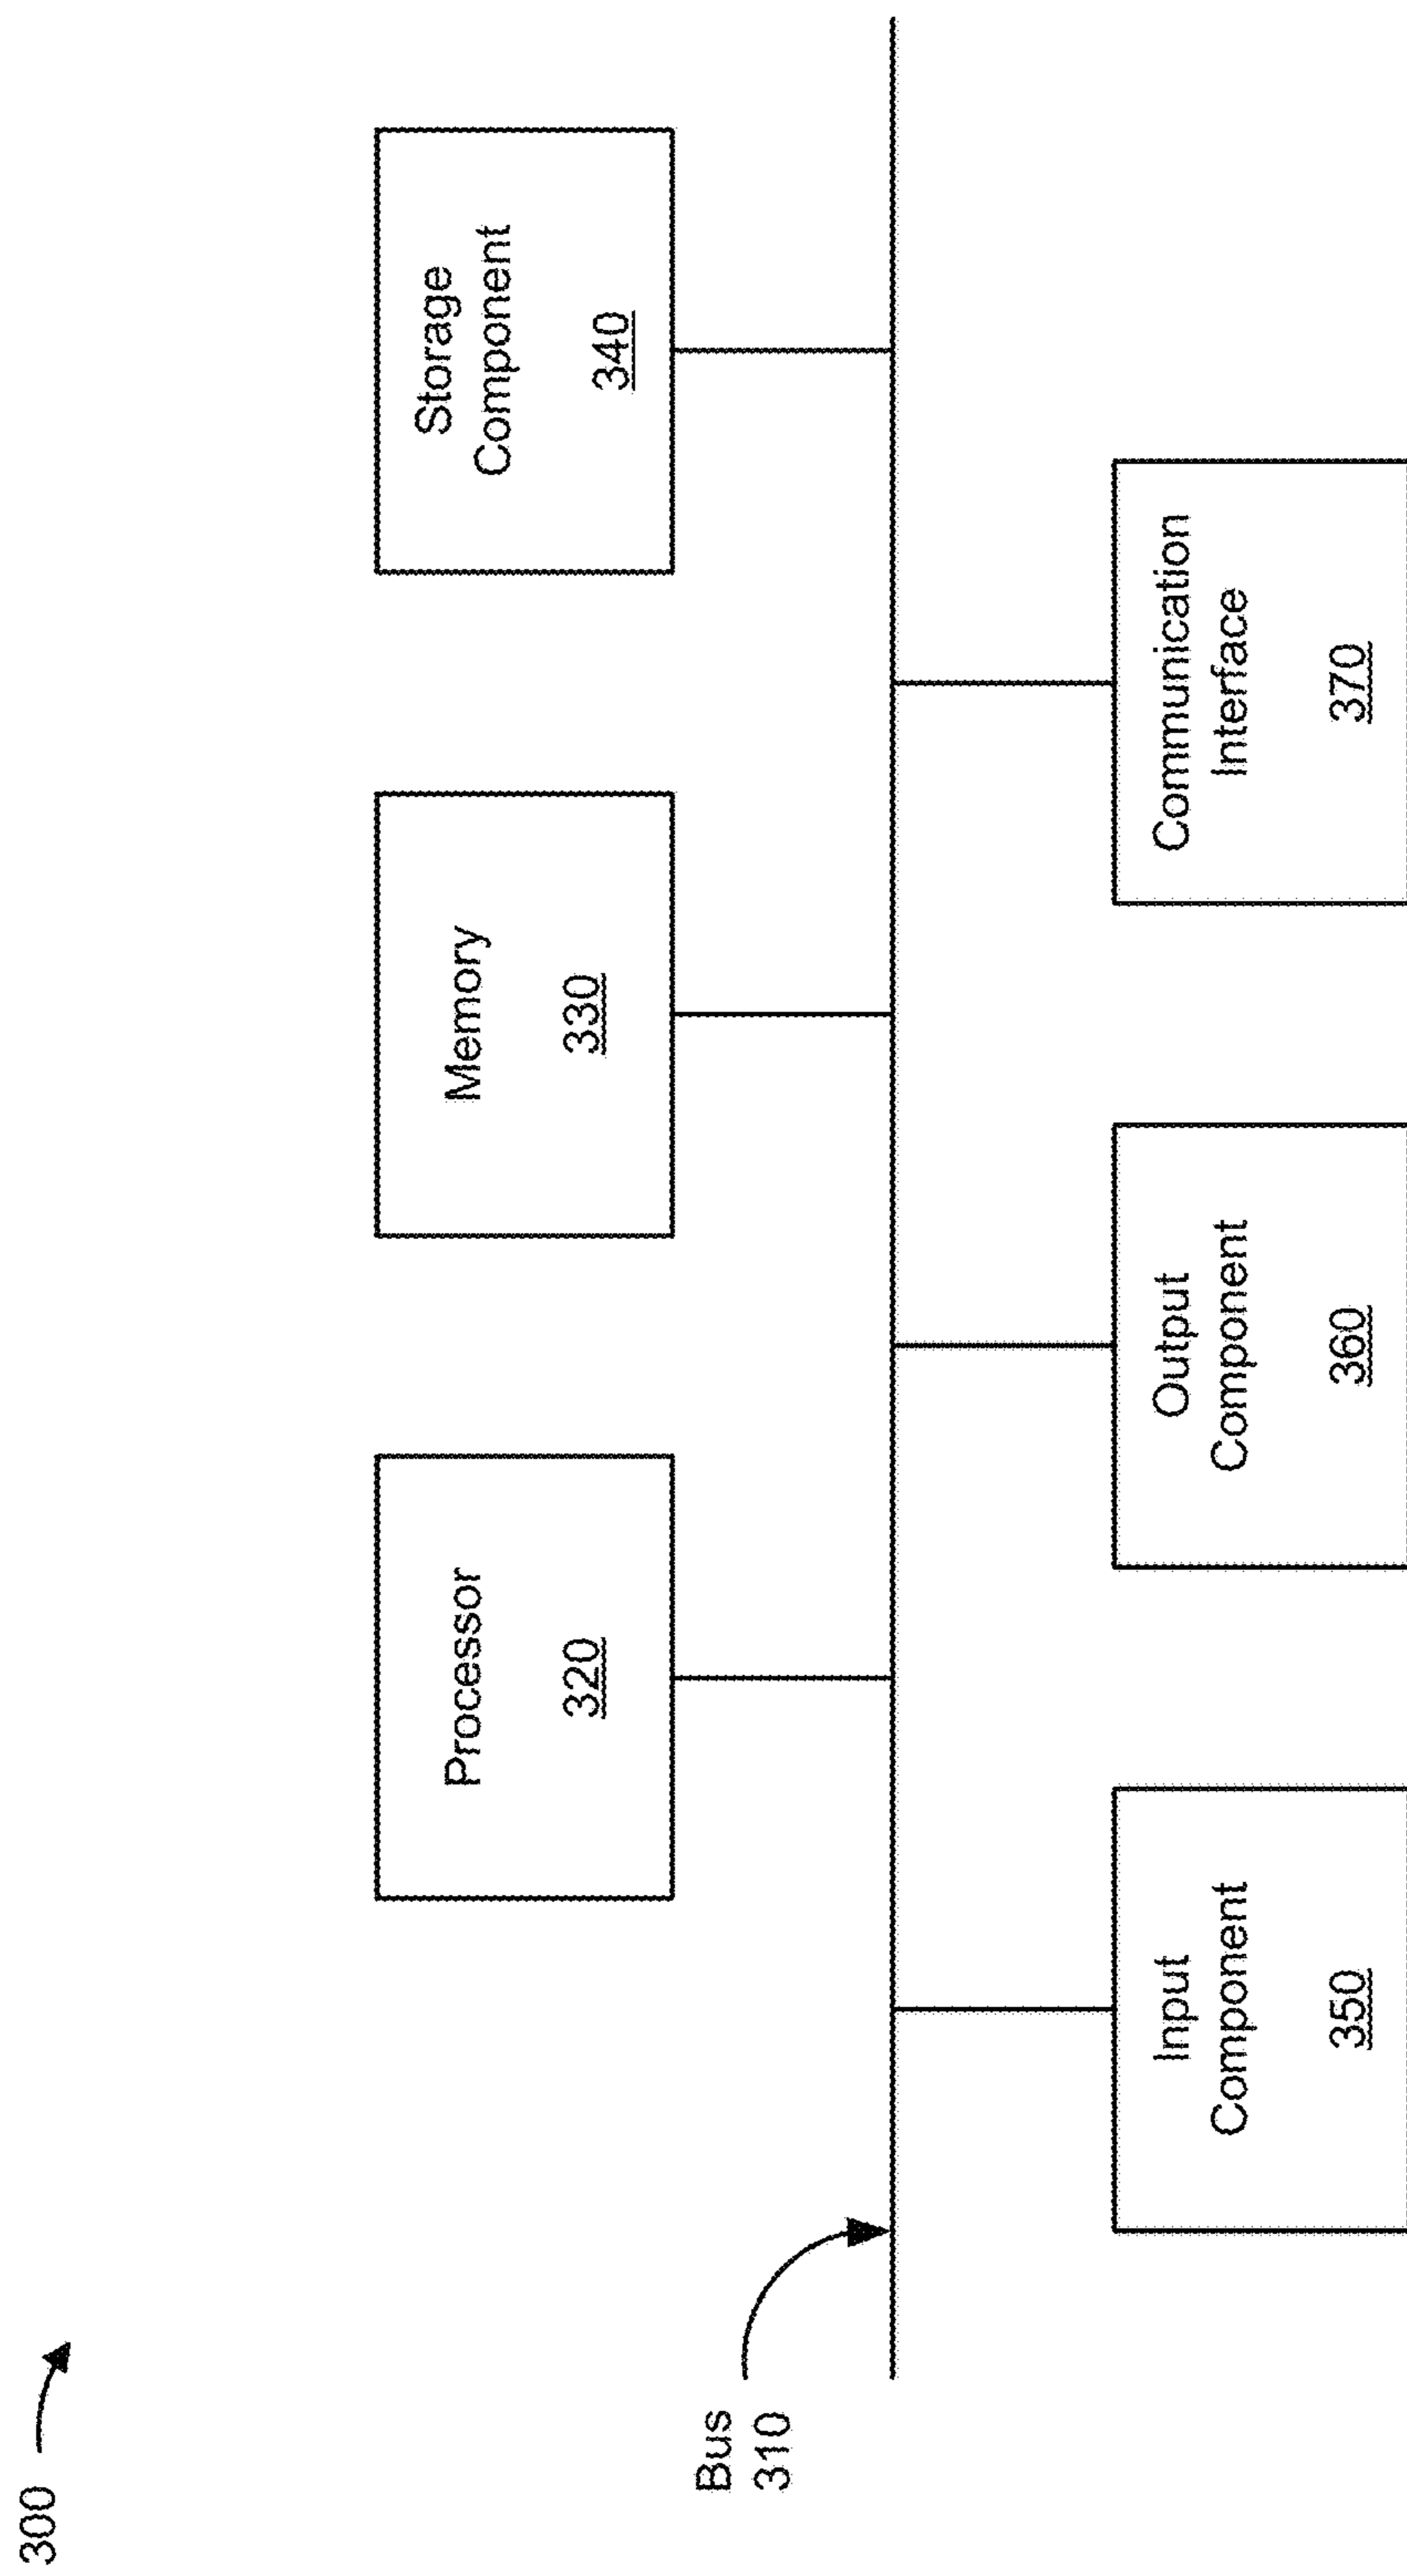 300
Processor
320
Memory
330
Storage
Component
340
Bus
310
Input
Component
350
Output
Component
360
Communication
Interface
370